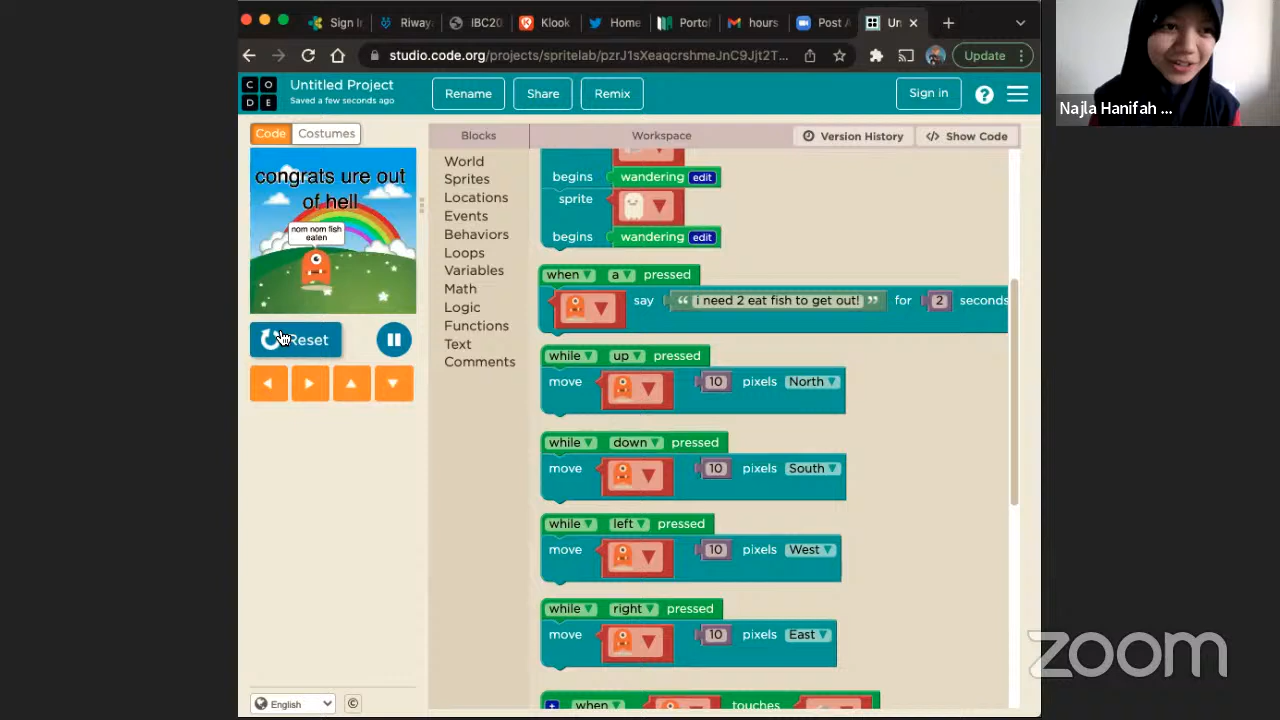 Sign In
Riway
IBC20
Klook
Home
Portof
hours
Post A
Un
studio.code.org/projects/spritelab/pzrJ1sXeaqcrshmeJnC9Jjt2T...
Update
CODE
Untitled Project
Saved a few seconds ago
Rename
Share
Remix
Sign in
Najla Hanifah ...
Code
Costumes
Blocks
Workspace
Version History
Show Code
congrats ure out
of hell
nom nom fish
eaten
Reset
World
Sprites
Locations
Events
Behaviors
Loops
Variables
Math
Logic
Functions
Text
Comments
begins wandering edit
sprite
begins wandering edit
when a pressed
say “ i need 2 eat fish to get out! ” for 2 seconds
while up pressed
move 10 pixels North
while down pressed
move 10 pixels South
while left pressed
move 10 pixels West
while right pressed
move 10 pixels East
when touches
English
©
zoom